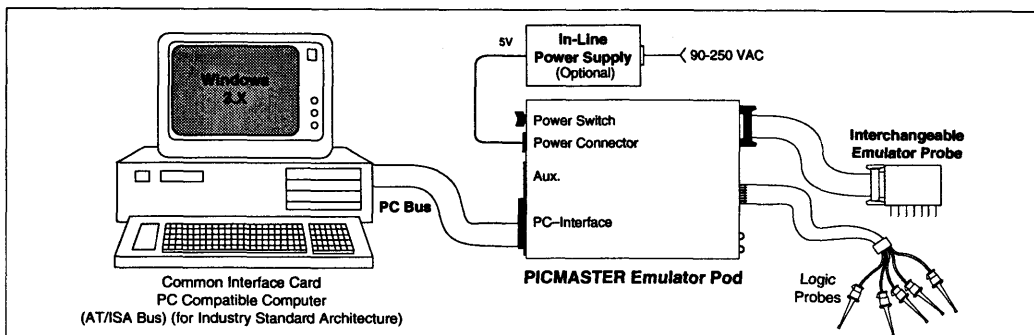 Windows
3.X
5V
In-Line
Power Supply
(Optional)
90-250 VAC
Power Switch
Power Connector
Aux.
PC-Interface
Interchangeable
Emulator Probe
PC Bus
PICMASTER Emulator Pod
Logic
Probes
Common Interface Card
PC Compatible Computer
(AT/ISA Bus) (for Industry Standard Architecture)